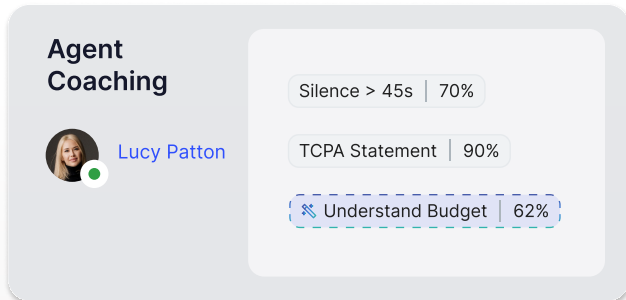 Agent
Coaching
Lucy Patton
Silence > 45s | 70%
TCPA Statement | 90%
Understand Budget | 62%